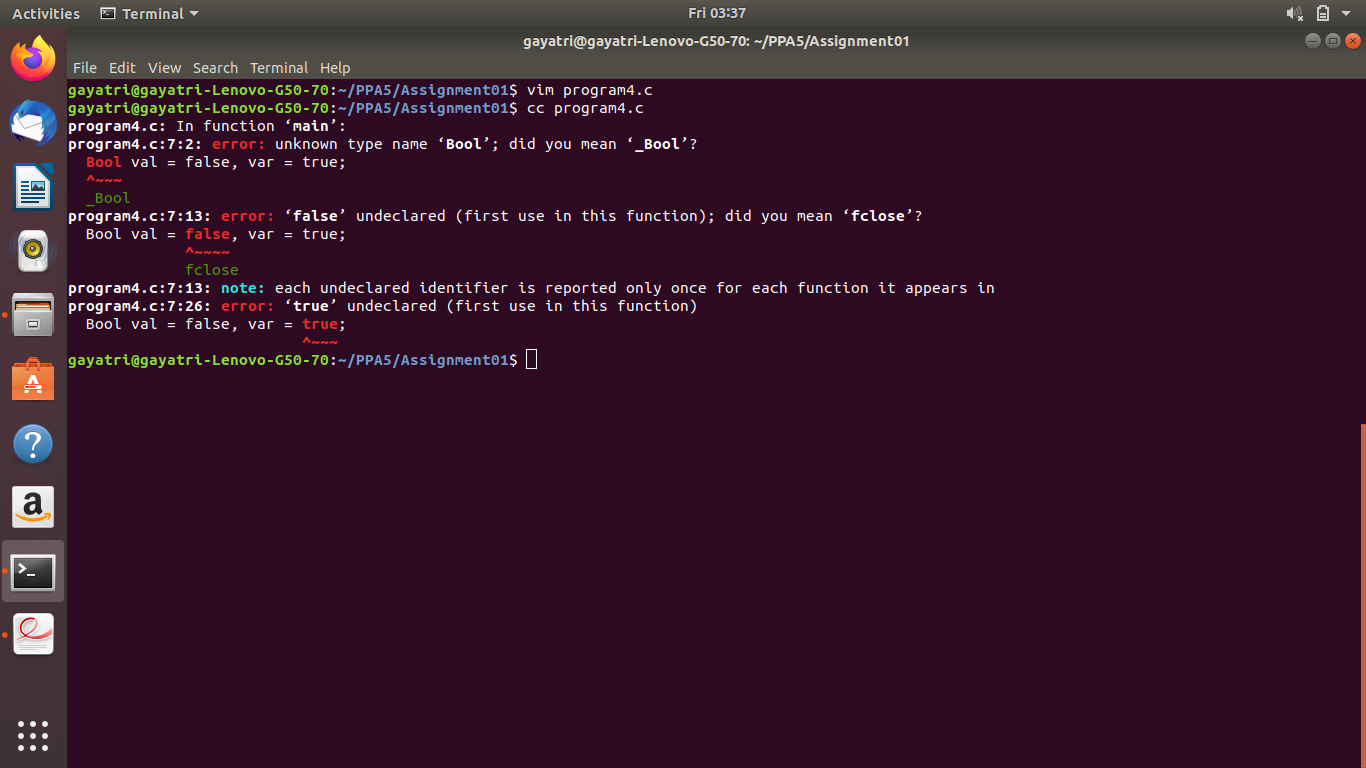 Activities Terminal Fri 03:37
gayatri@gayatri-Lenovo-G50-70: ~/PPA5/Assignment01
File Edit View Search Terminal Help
gayatri@gayatri-Lenovo-G50-70:~/PPA5/Assignment01$ vim program4.c
gayatri@gayatri-Lenovo-G50-70:~/PPA5/Assignment01$ cc program4.c
program4.c: In function ‘main’:
program4.c:7:2: error: unknown type name ‘Bool’; did you mean ‘_Bool’?
  Bool val = false, var = true;
  ^~~~
  _Bool
program4.c:7:13: error: ‘false’ undeclared (first use in this function); did you mean ‘fclose’?
  Bool val = false, var = true;
             ^~~~~
             fclose
program4.c:7:13: note: each undeclared identifier is reported only once for each function it appears in
program4.c:7:26: error: ‘true’ undeclared (first use in this function)
  Bool val = false, var = true;
                          ^~~~
gayatri@gayatri-Lenovo-G50-70:~/PPA5/Assignment01$